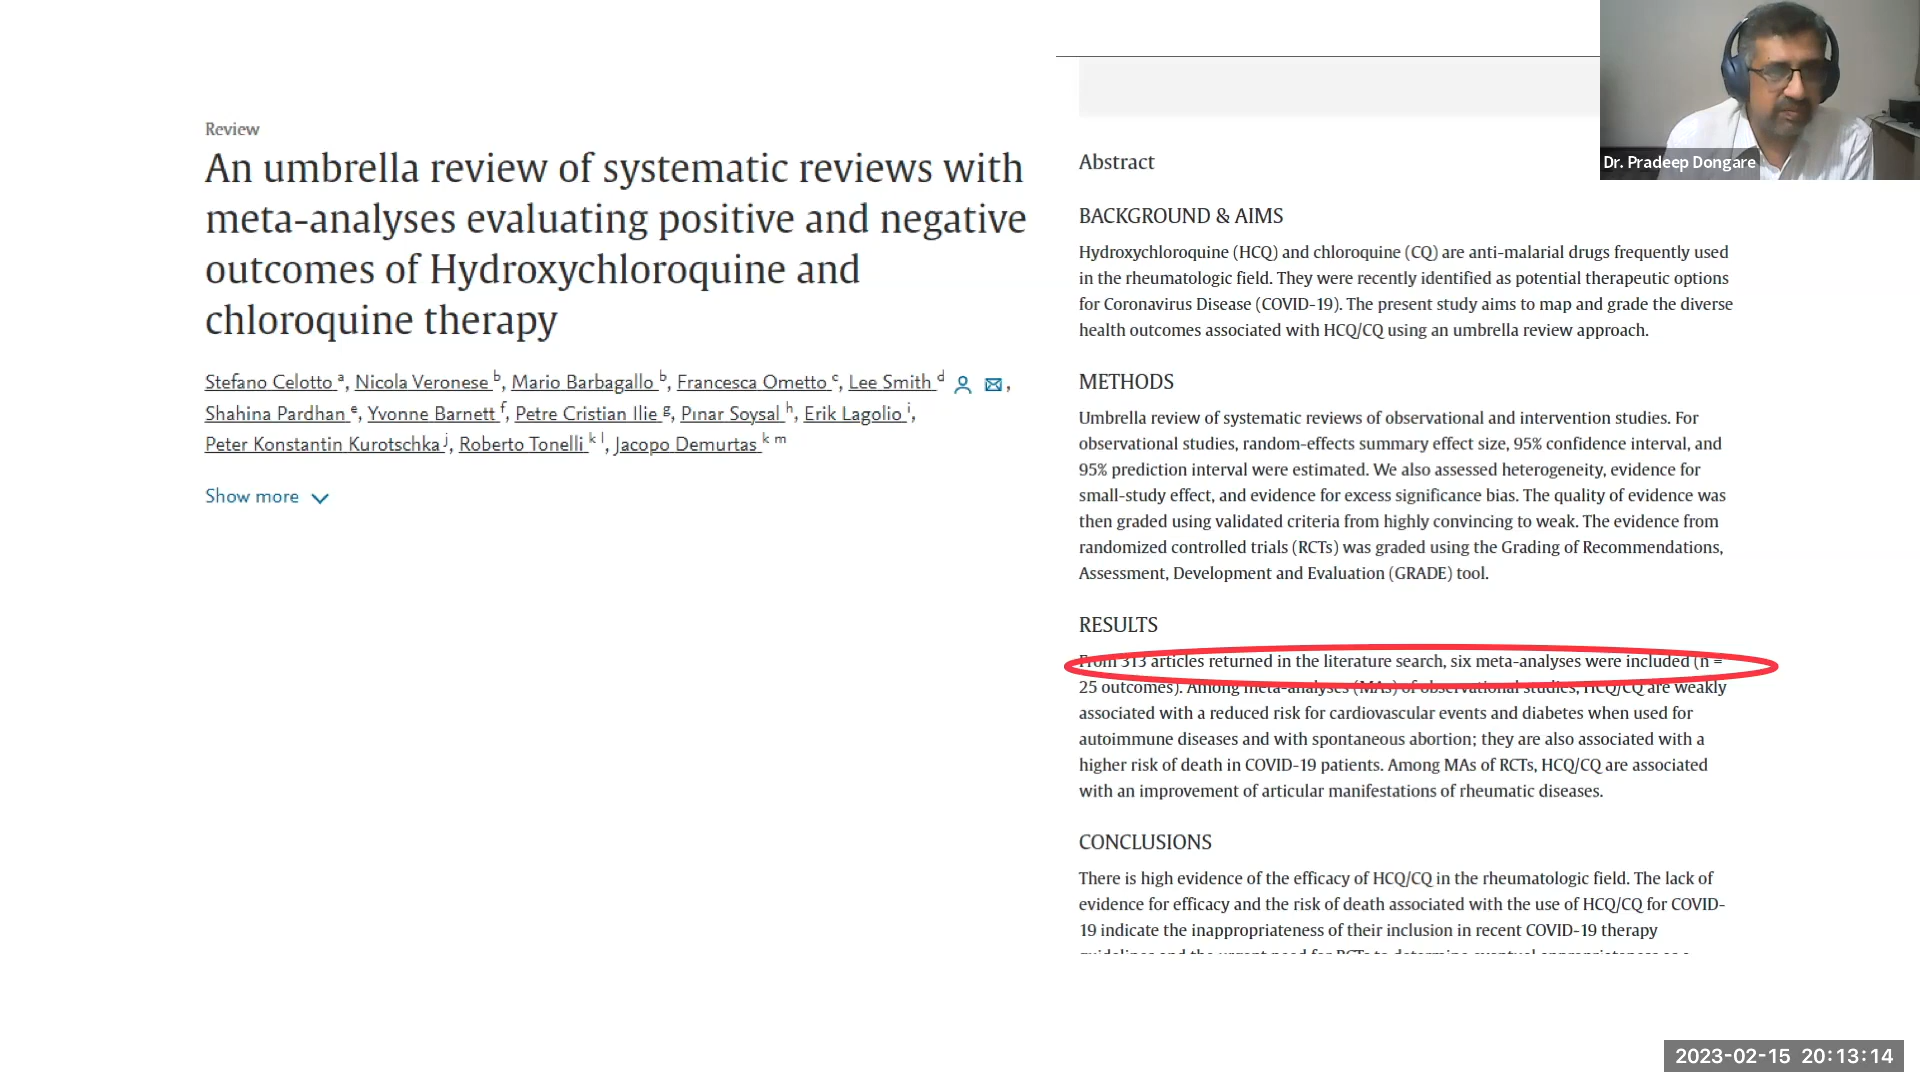 Review
An umbrella review of systematic reviews with
meta-analyses evaluating positive and negative
outcomes of Hydroxychloroquine and
chloroquine therapy
Stefano Celotto a, Nicola Veronese b, Mario Barbagallo b, Francesca Ometto c, Lee Smith d ,
Shahina Pardhan e, Yvonne Barnett f, Petre Cristian Ilie g, Pınar Soysal h, Erik Lagolio i,
Peter Konstantin Kurotschka j, Roberto Tonelli k l, Jacopo Demurtas k m
Show more
Abstract
BACKGROUND & AIMS
Hydroxychloroquine (HCQ) and chloroquine (CQ) are anti-malarial drugs frequently used
in the rheumatologic field. They were recently identified as potential therapeutic options
for Coronavirus Disease (COVID-19). The present study aims to map and grade the diverse
health outcomes associated with HCQ/CQ using an umbrella review approach.
METHODS
Umbrella review of systematic reviews of observational and intervention studies. For
observational studies, random-effects summary effect size, 95% confidence interval, and
95% prediction interval were estimated. We also assessed heterogeneity, evidence for
small-study effect, and evidence for excess significance bias. The quality of evidence was
then graded using validated criteria from highly convincing to weak. The evidence from
randomized controlled trials (RCTs) was graded using the Grading of Recommendations,
Assessment, Development and Evaluation (GRADE) tool.
RESULTS
From 313 articles returned in the literature search, six meta-analyses were included (n =
25 outcomes). Among meta-analyses (MAs) of observational studies, HCQ/CQ are weakly
associated with a reduced risk for cardiovascular events and diabetes when used for
autoimmune diseases and with spontaneous abortion; they are also associated with a
higher risk of death in COVID-19 patients. Among MAs of RCTs, HCQ/CQ are associated
with an improvement of articular manifestations of rheumatic diseases.
CONCLUSIONS
There is high evidence of the efficacy of HCQ/CQ in the rheumatologic field. The lack of
evidence for efficacy and the risk of death associated with the use of HCQ/CQ for COVID-
19 indicate the inappropriateness of their inclusion in recent COVID-19 therapy
Dr. Pradeep Dongare
2023-02-15 20:13:14